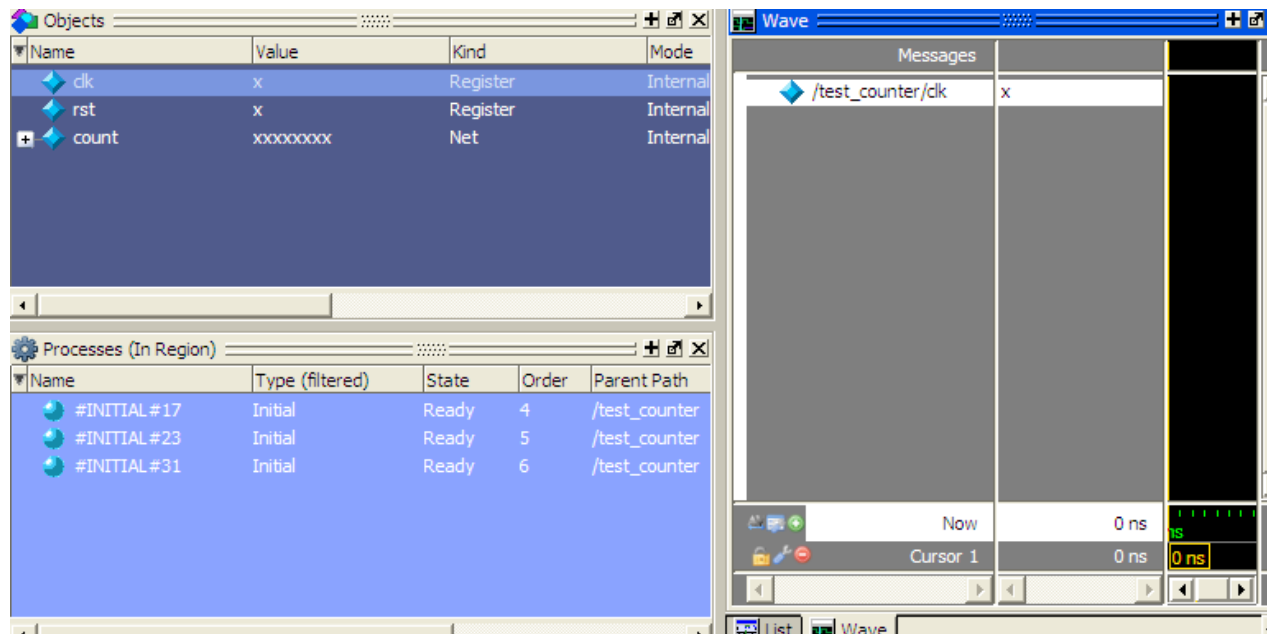 Objects
Name Value Kind Mode
clk x Register Internal
rst x Register Internal
count xxxxxxxx Net Internal
Processes (In Region)
Name Type (filtered) State Order Parent Path
#INITIAL#17 Initial Ready 4 /test_counter
#INITIAL#23 Initial Ready 5 /test_counter
#INITIAL#31 Initial Ready 6 /test_counter
Wave
Messages
/test_counter/clk x
Now 0 ns
ns
Cursor 1 0 ns 0 ns
List Wave